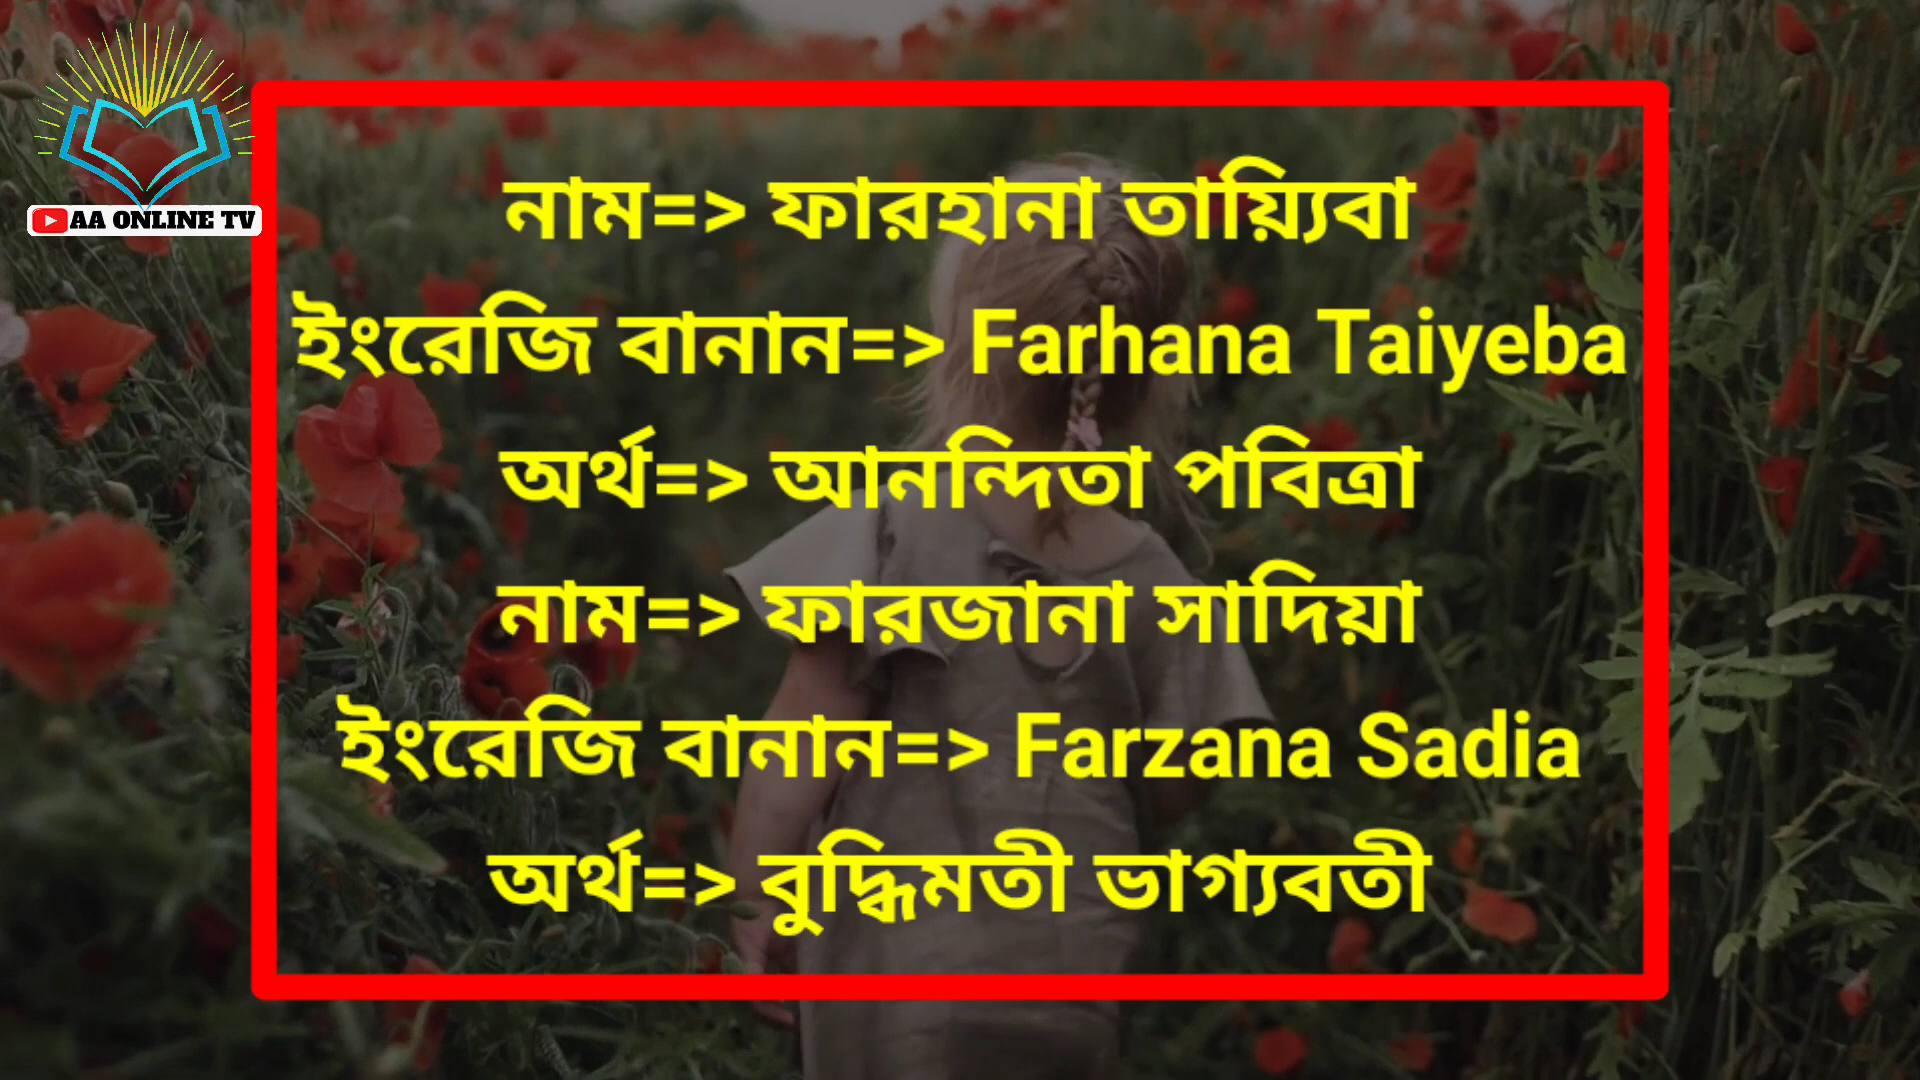 AA ONLINE TV
নাম=> ফারহানা তায়্যিবা
ইংরেজি বানান=> Farhana Taiyeba
অর্থ=> আনন্দিতা পবিত্রা
নাম=> ফারজানা সাদিয়া
ইংরেজি বানান=> Farzana Sadia
অর্থ=> বুদ্ধিমতী ভাগ্যবতী